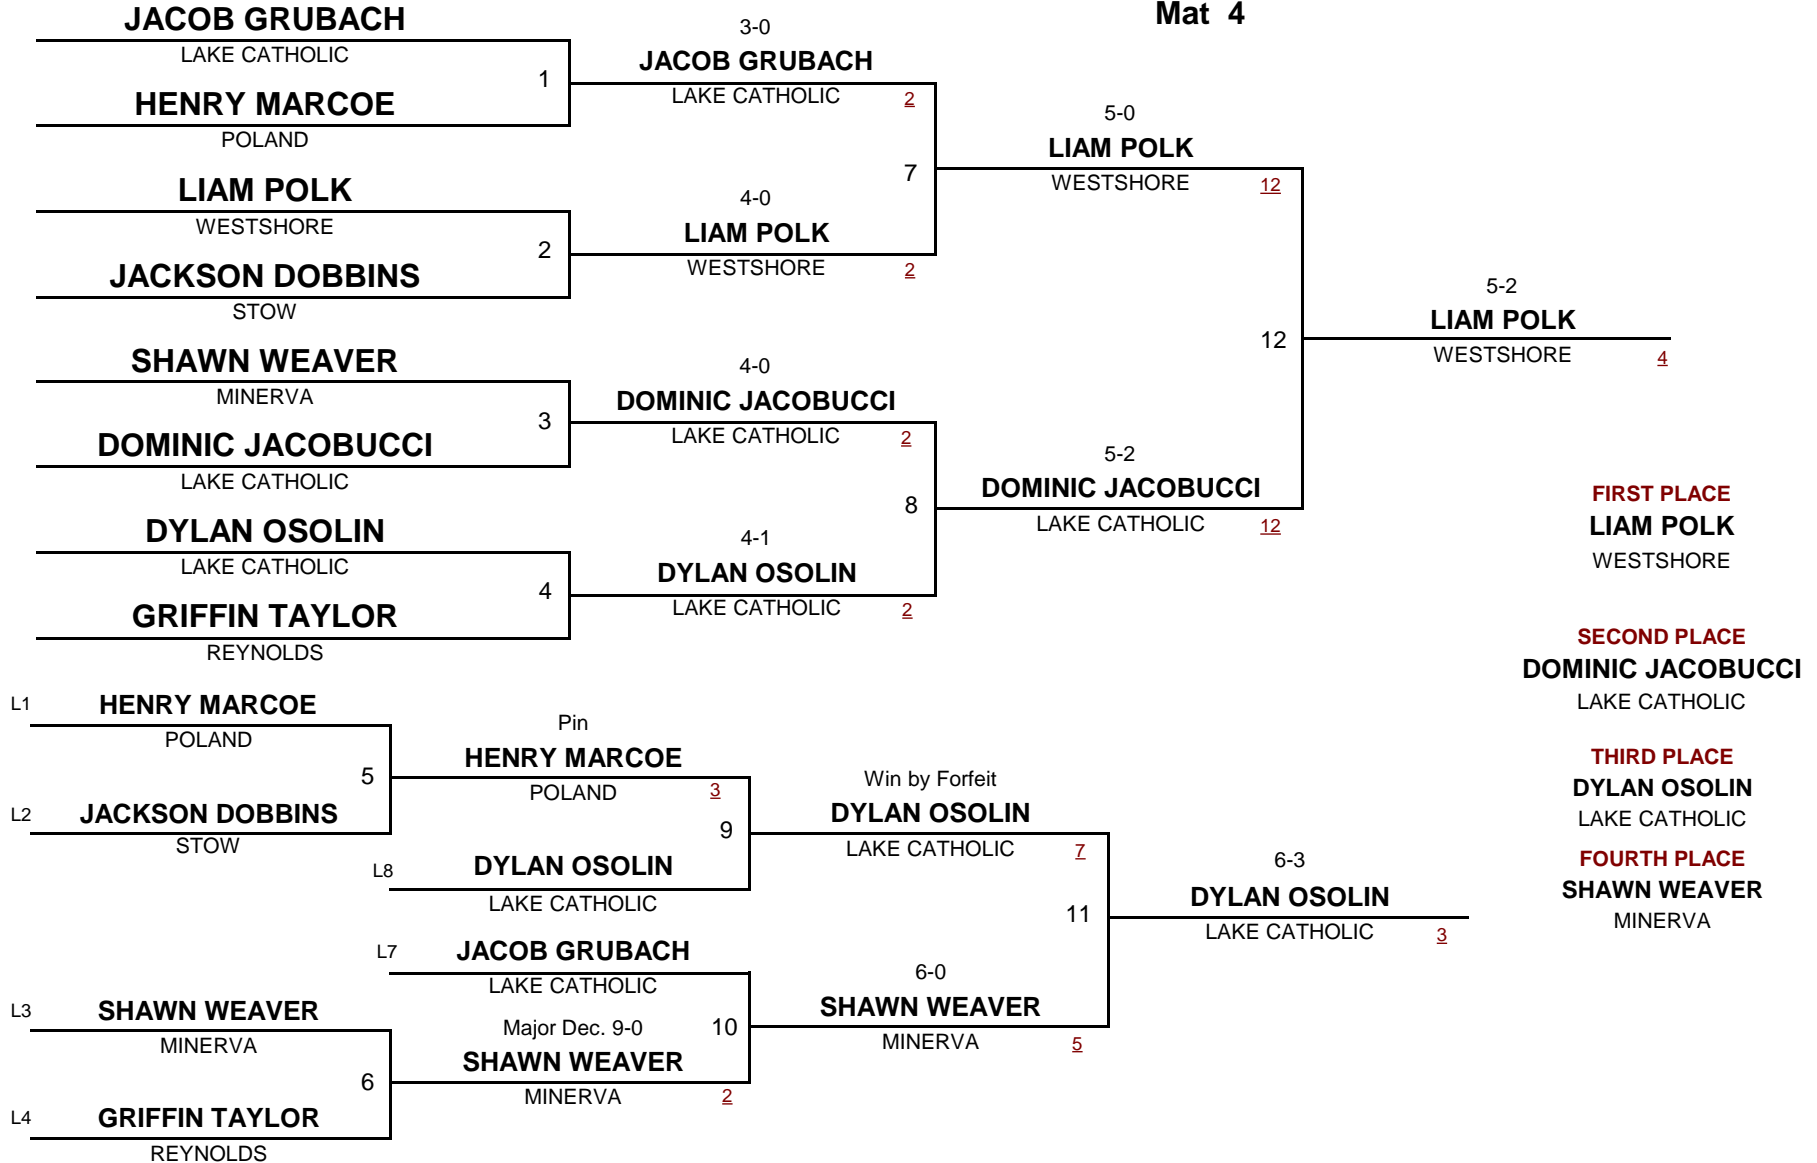 Mat 4
JACOB GRUBACH
LAKE CATHOLIC
1
HENRY MARCOE
POLAND
LIAM POLK
WESTSHORE
2
JACKSON DOBBINS
STOW
SHAWN WEAVER
MINERVA
3
DOMINIC JACOBUCCI
LAKE CATHOLIC
DYLAN OSOLIN
LAKE CATHOLIC
4
GRIFFIN TAYLOR
REYNOLDS
3-0
JACOB GRUBACH
LAKE CATHOLIC 2
7
4-0
LIAM POLK
WESTSHORE 2
4-0
DOMINIC JACOBUCCI
LAKE CATHOLIC 2
8
4-1
DYLAN OSOLIN
LAKE CATHOLIC 2
5-0
LIAM POLK
WESTSHORE 12
12
5-2
DOMINIC JACOBUCCI
LAKE CATHOLIC 12
5-2
LIAM POLK
WESTSHORE 4
FIRST PLACE
LIAM POLK
WESTSHORE
SECOND PLACE
DOMINIC JACOBUCCI
LAKE CATHOLIC
THIRD PLACE
DYLAN OSOLIN
LAKE CATHOLIC
FOURTH PLACE
SHAWN WEAVER
MINERVA
L1 HENRY MARCOE
POLAND
5
L2 JACKSON DOBBINS
STOW
L3 SHAWN WEAVER
MINERVA
6
L4 GRIFFIN TAYLOR
REYNOLDS
Pin
HENRY MARCOE
POLAND 3
9
L8 DYLAN OSOLIN
LAKE CATHOLIC
L7 JACOB GRUBACH
LAKE CATHOLIC
Major Dec. 9-0 10
SHAWN WEAVER
MINERVA 2
Win by Forfeit
DYLAN OSOLIN
LAKE CATHOLIC 7
11
6-0
SHAWN WEAVER
MINERVA 5
6-3
DYLAN OSOLIN
LAKE CATHOLIC 3